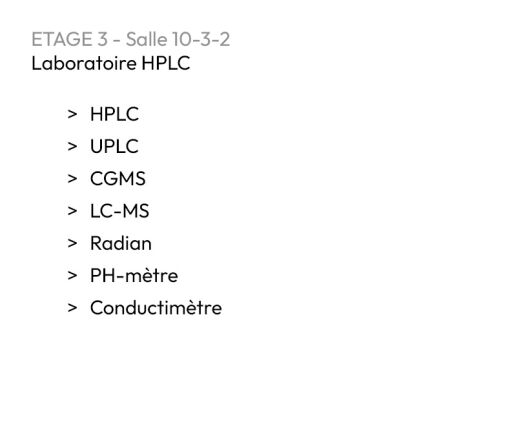 ETAGE 3 - Salle 10-3-2
Laboratoire HPLC
> HPLC
> UPLC
> CGMS
> LC-MS
> Radian
> PH-mètre
> Conductimètre